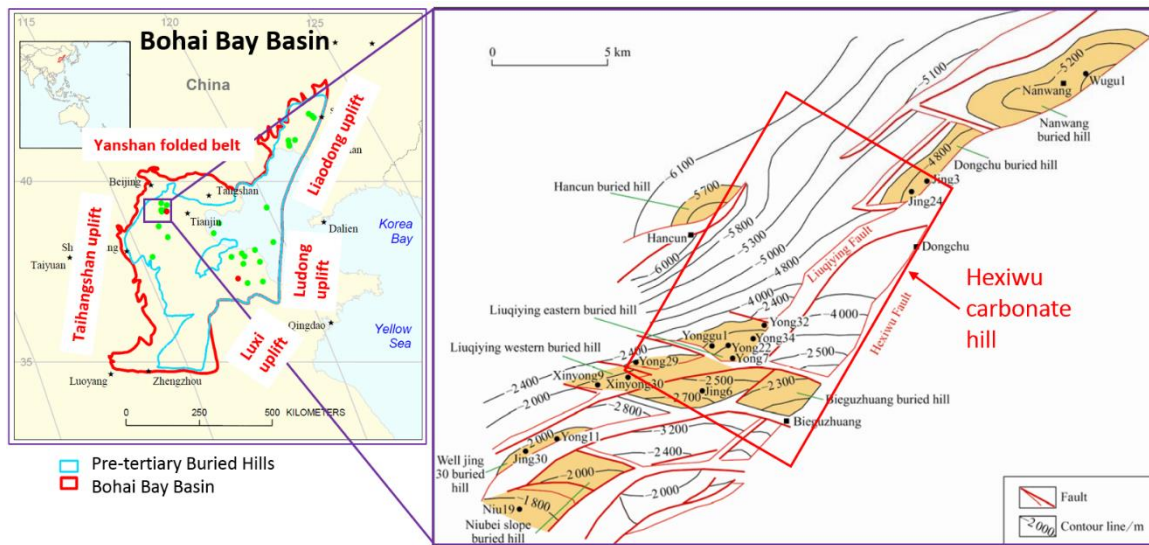 115
120
125
Bohai Bay Basin
China
Yanshan folded belt
Liaodong uplift
40
Beijing
Tangshan
Tianjin
Dalien
Korea
Bay
Taihangshan uplift
Sh
Taiyuan
Ludong
uplift
Luxi
uplift
Qingdao
Yellow
Sea
35
Luoyang
Zhengzhou
0 250 500 KILOMETERS
Pre-tertiary Buried Hills
Bohai Bay Basin
0 5 km
−5 200
Wugu1
Nanwang
Nanwang
buried hill
−5 100
−4 800
Dongchu buried hill
Jing3
Jing24
−6 100
Hancun buried hill
−5 700
Hancun
−6 000
−5 800
−5 300
−5 000
−4 800
Dongchu
Liuqiying Fault
Hexiwu Fault
Hexiwu
carbonate
hill
−4 000
−2 400
−4 000
Liuqiying eastern buried hill
Yong32
Yonggu1
Yong34
Yong22
Yong7
Liuqiying western buried hill
−2 400
Yong29
−2 500
Xinyong9
Xinyong30
−2 500
−2 300
−2 400
Jing6
−2 700
−2 000
−2 800
Bieguzhuang buried hill
Bieguzhuang
−3 200
−2 000
Yong11
−2 400
Jing30
Well jing
30 buried
hill
−2 000
−2 000
−1 800
Niu19
Niubei slope
buried hill
Fault
−2 000
Contour line/m